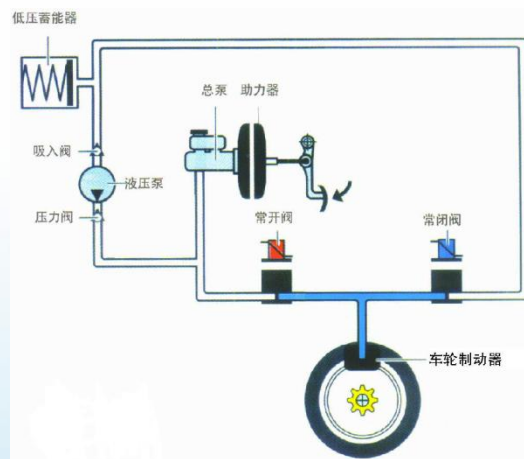 低压蓄能器
总泵 助力器
吸入阀
液压泵
压力阀
常开阀 常闭阀
车轮制动器